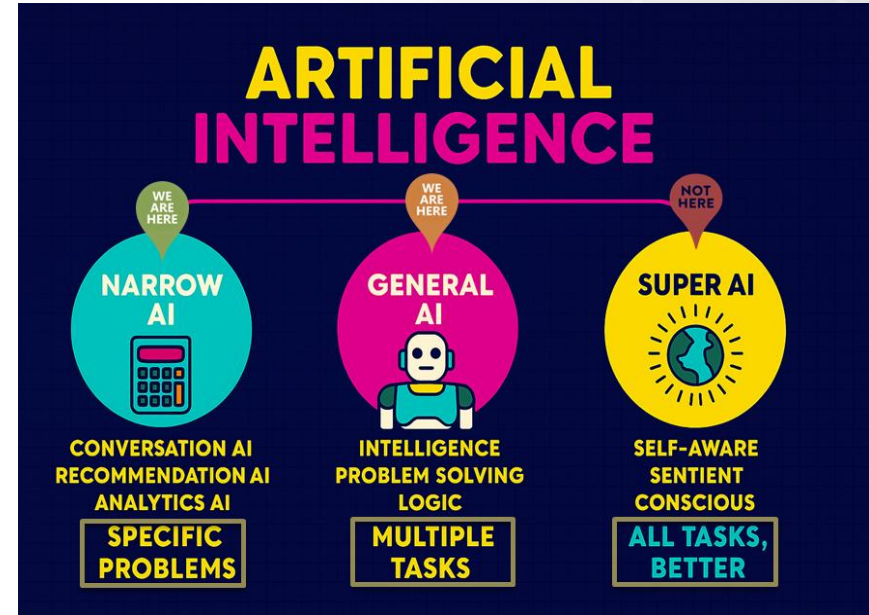 ARTIFICIAL
INTELLIGENCE
WE
ARE
HERE
WE
ARE
HERE
NOT
HERE
NARROW
AI
GENERAL
AI
SUPER AI
CONVERSATION AI
RECOMMENDATION AI
ANALYTICS AI
SPECIFIC
PROBLEMS
INTELLIGENCE
PROBLEM SOLVING
LOGIC
MULTIPLE
TASKS
SELF-AWARE
SENTIENT
CONSCIOUS
ALL TASKS,
BETTER